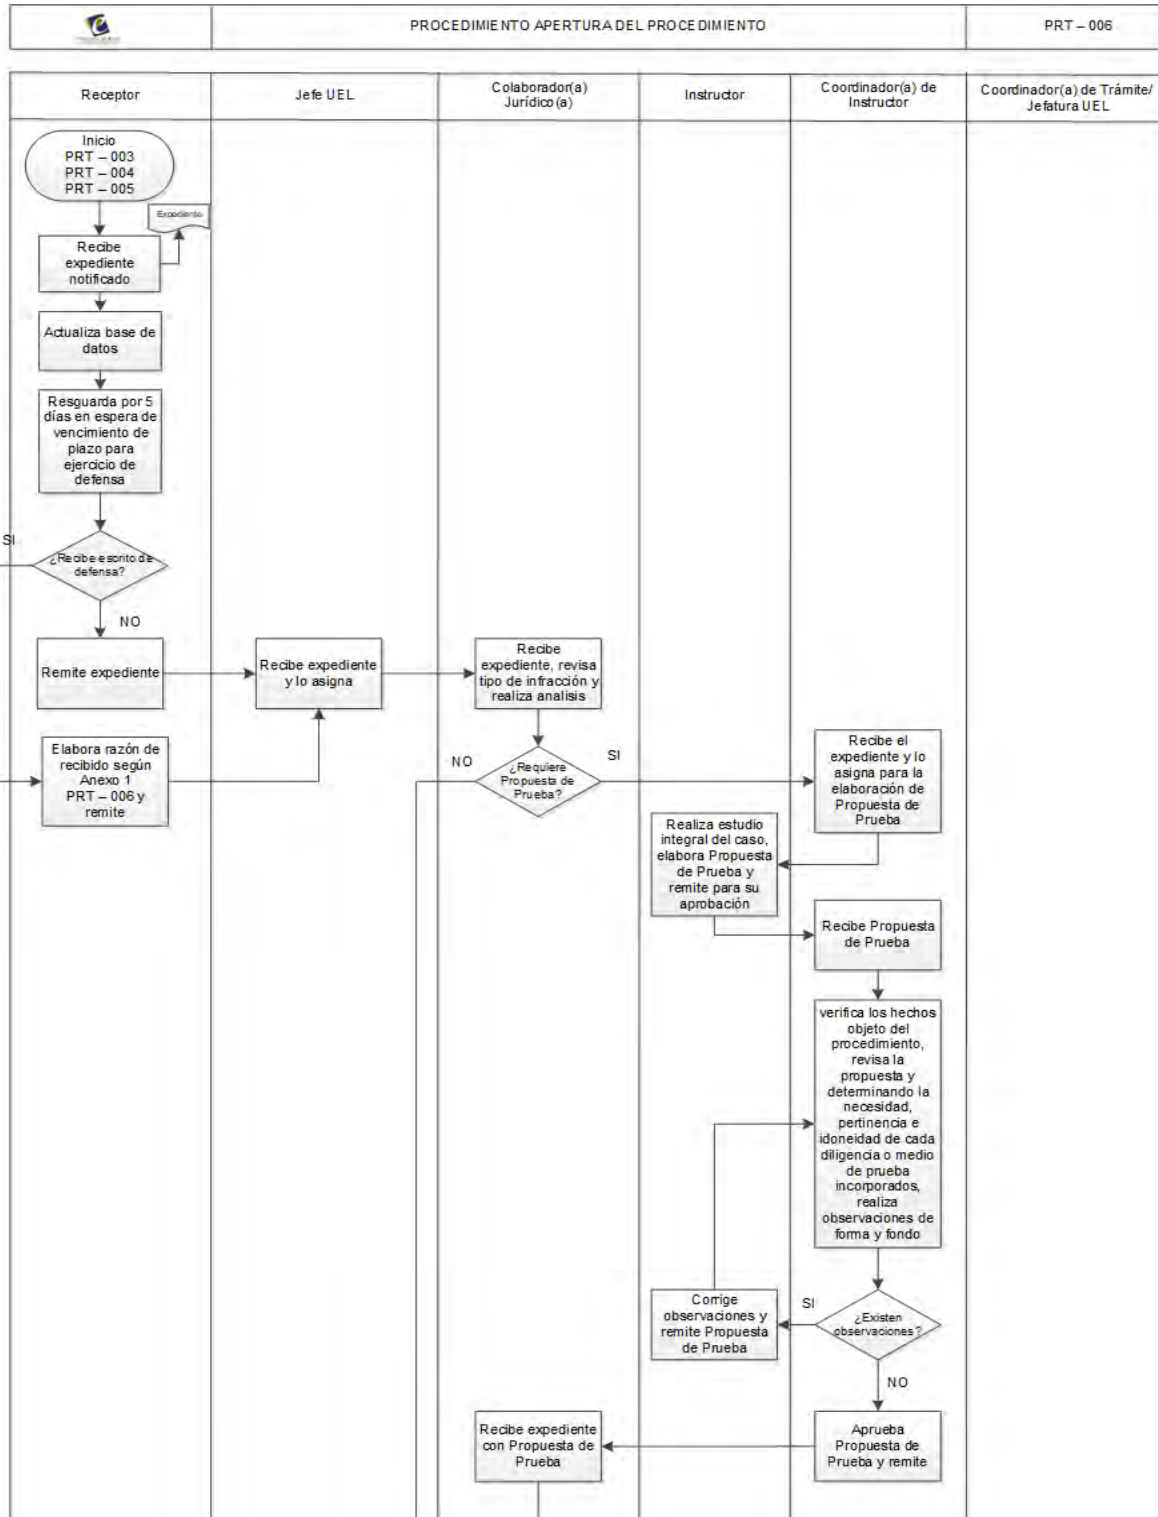 PROCEDIMIENTO APERTURA DEL PROCEDIMIENTO
PRT – 006
Receptor
Jefe UEL
Colaborador(a)
Jurídico(a)
Instructor
Coordinador(a) de
Instructor
Coordinador(a) de Trámite/
Jefatura UEL
Inicio
PRT – 003
PRT – 004
PRT – 005
Expediente
Recibe
expediente
notificado
Actualiza base de
datos
Resguarda por 5
días en espera de
vencimiento de
plazo para
ejercicio de
defensa
SI
¿Recibe escrito de
defensa?
NO
Remite expediente
Recibe expediente
y lo asigna
Recibe
expediente, revisa
tipo de infracción y
realiza analisis
Elabora razón de
recibido según
Anexo 1
PRT – 006 y
remite
NO
¿Requiere
Propuesta de
Prueba?
SI
Recibe el
expediente y lo
asigna para la
elaboración de
Propuesta de
Prueba
Realiza estudio
integral del caso,
elabora Propuesta
de Prueba y
remite para su
aprobación
Recibe Propuesta
de Prueba
verifica los hechos
objeto del
procedimiento,
revisa la
propuesta y
determinando la
necesidad,
pertinencia e
idoneidad de cada
diligencia o medio
de prueba
incorporados,
realiza
observaciones de
forma y fondo
Corrige
observaciones y
remite Propuesta
de Prueba
SI
¿Existen
observaciones?
NO
Aprueba
Propuesta de
Prueba y remite
Recibe expediente
con Propuesta de
Prueba